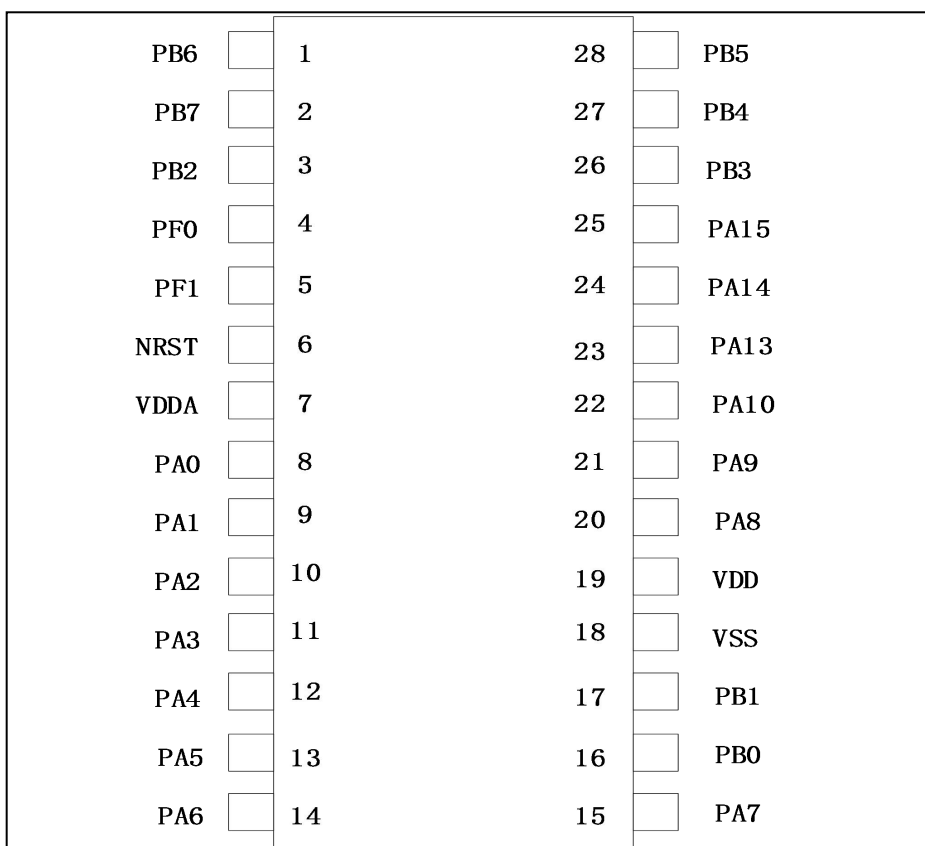 PB6 1 28 PB5
PB7 2 27 PB4
PB2 3 26 PB3
PF0 4 25 PA15
PF1 5 24 PA14
NRST 6 23 PA13
VDDA 7 22 PA10
PA0 8 21 PA9
PA1 9 20 PA8
PA2 10 19 VDD
PA3 11 18 VSS
PA4 12 17 PB1
PA5 13 16 PB0
PA6 14 15 PA7